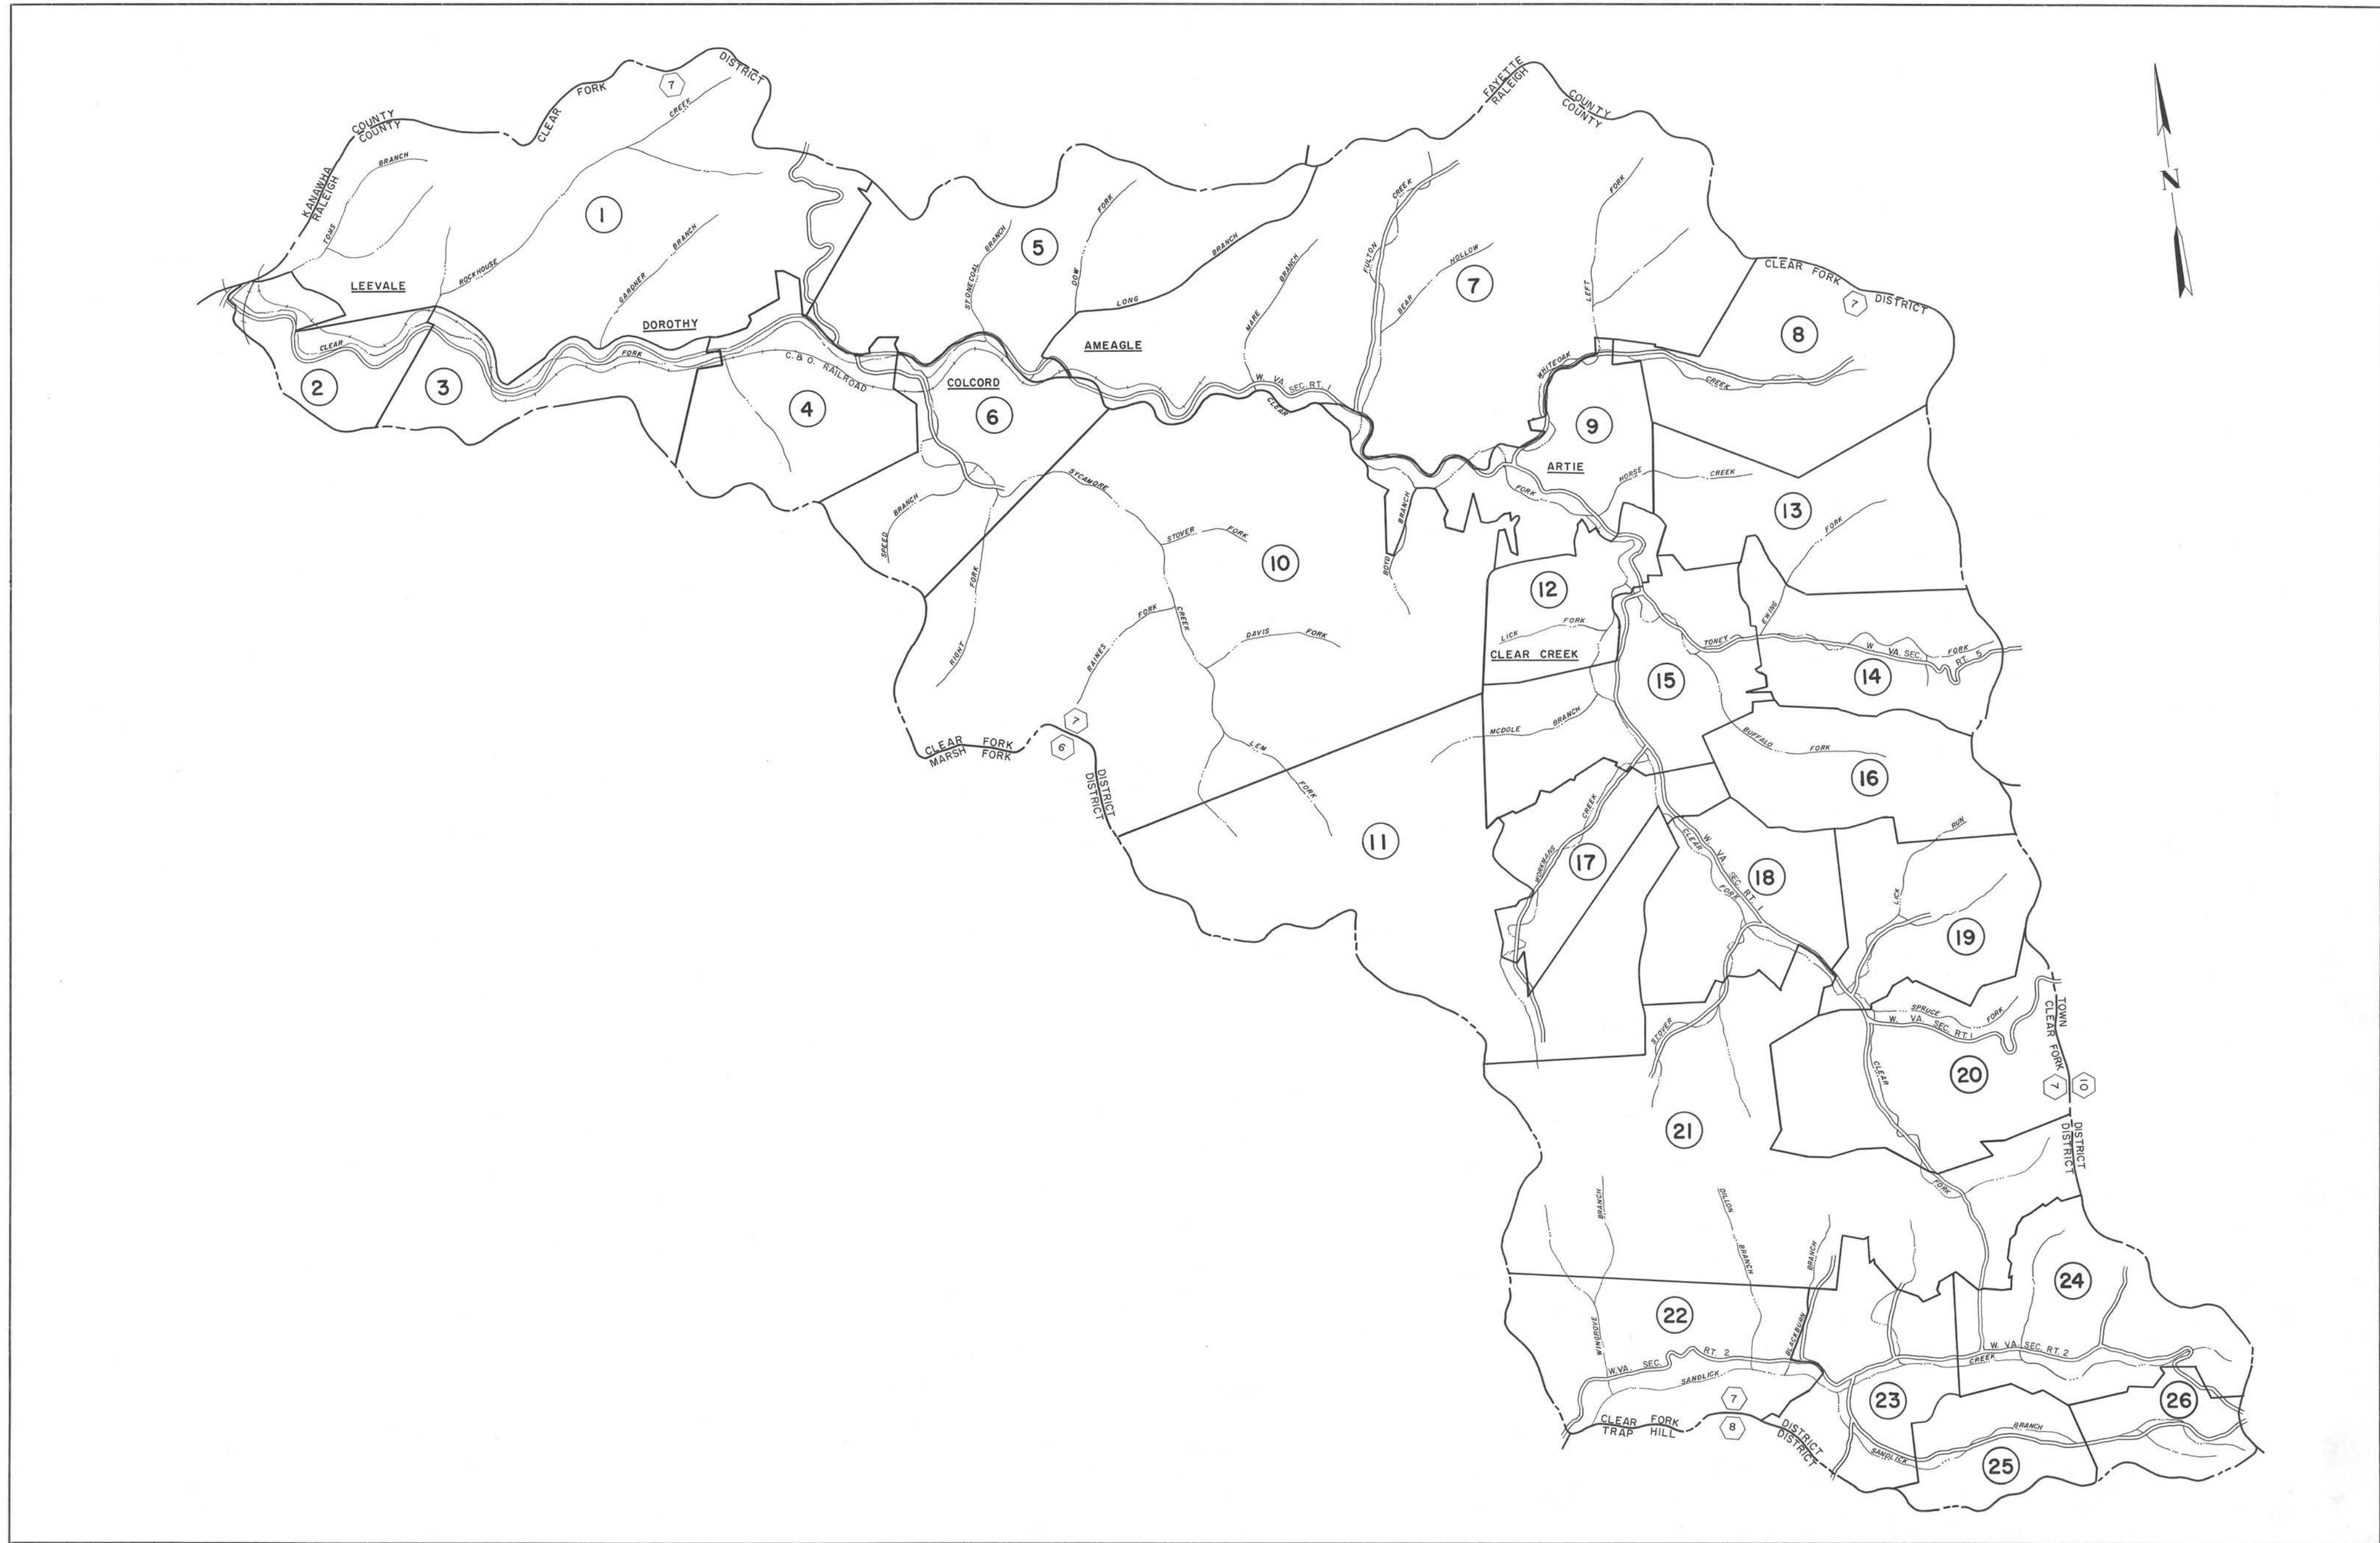 DISTRICT
CLEAR FORK
7
CREEK
COUNTY
COUNTY
KANAWHA
RALEIGH
BRANCH
TOMS
1
ROCKHOUSE
GARDNER BRANCH
LEEVALE
DOROTHY
CLEAR
FORK
C. & O. RAILROAD
2
3
4
5
STONECOAL BRANCH
DOW FORK
LONG BRANCH
MARE BRANCH
AMEAGLE
COLCORD
6
W. VA. SEC. RT. 1
CLEAR
SPEED BRANCH
FAYETTE
RALEIGH
COUNTY
COUNTY
N
FULTON CREEK
BEAR HOLLOW
7
LEFT FORK
CLEAR FORK DISTRICT
7
8
WHITEOAK
CREEK
9
ARTIE
FORK
HORSE CREEK
13
EWING FORK
BOYD BRANCH
SYCAMORE
STOVER FORK
10
RIGHT FORK
RAINES FORK
CREEK
DAVIS FORK
LEM FORK
12
LICK FORK
CLEAR CREEK
TONEY
W. VA. SEC. RT. 5
FORK
14
15
MCDOLE BRANCH
BUFFALO FORK
16
7
6
CLEAR FORK
MARSH FORK
DISTRICT
DISTRICT
11
WORKMANS CREEK
17
CLEAR
FORK
W. VA. SEC. RT. 1
18
LICK RUN
19
SPRUCE FORK
W. VA. SEC. RT. 1
STOVER
CLEAR
20
TOWN
CLEAR FORK
7
10
DISTRICT
DISTRICT
FORK
21
BRANCH
WINGROVE
DILLON
BRANCH
BLACKBURN BRANCH
22
W. VA. SEC. RT. 2
SANDLICK
24
W. VA. SEC. RT. 2
CREEK
7
8
CLEAR FORK
TRAP HILL
DISTRICT
DISTRICT
23
26
SANDLICK
BRANCH
25